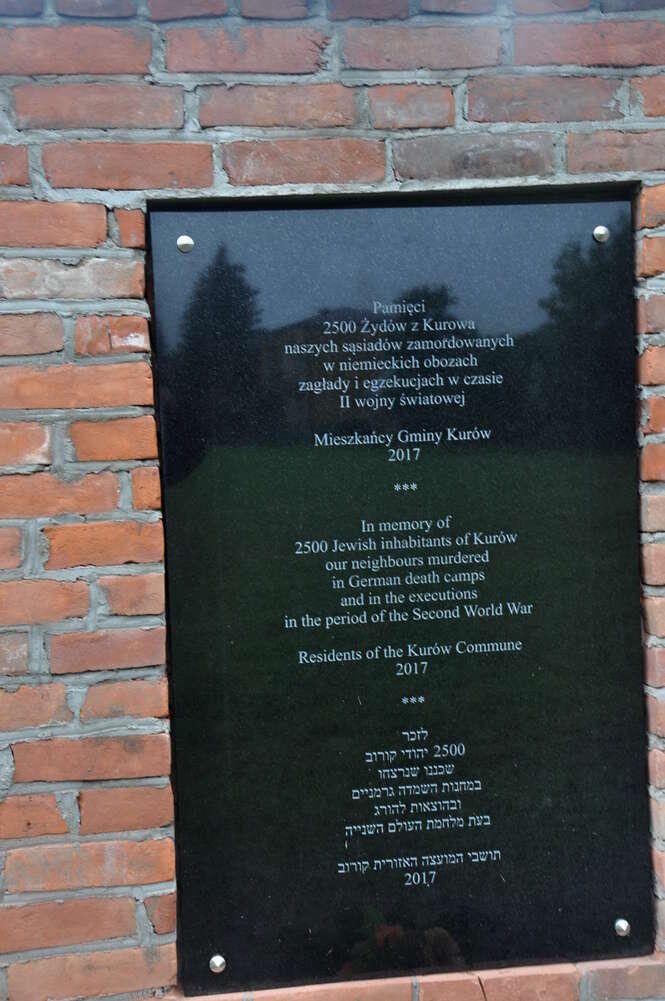 Pamięci
2500 Żydów z Kurowa
naszych sąsiadów zamordowanych
w niemieckich obozach
zagłady i egzekucjach w czasie
II wojny światowej
Mieszkańcy Gminy Kurów
2017
***
In memory of
2500 Jewish inhabitants of Kurów
our neighbours murdered
in German death camps
and in the executions
in the period of the Second World War
Residents of the Kurów Commune
2017
***
לזכר
2500 יהודי קורוב
שכננו שנרצחו
במחנות השמדה גרמניים
ובהוצאות להורג
בעת מלחמת העולם השנייה
תושבי המועצה האזורית קורוב
2017